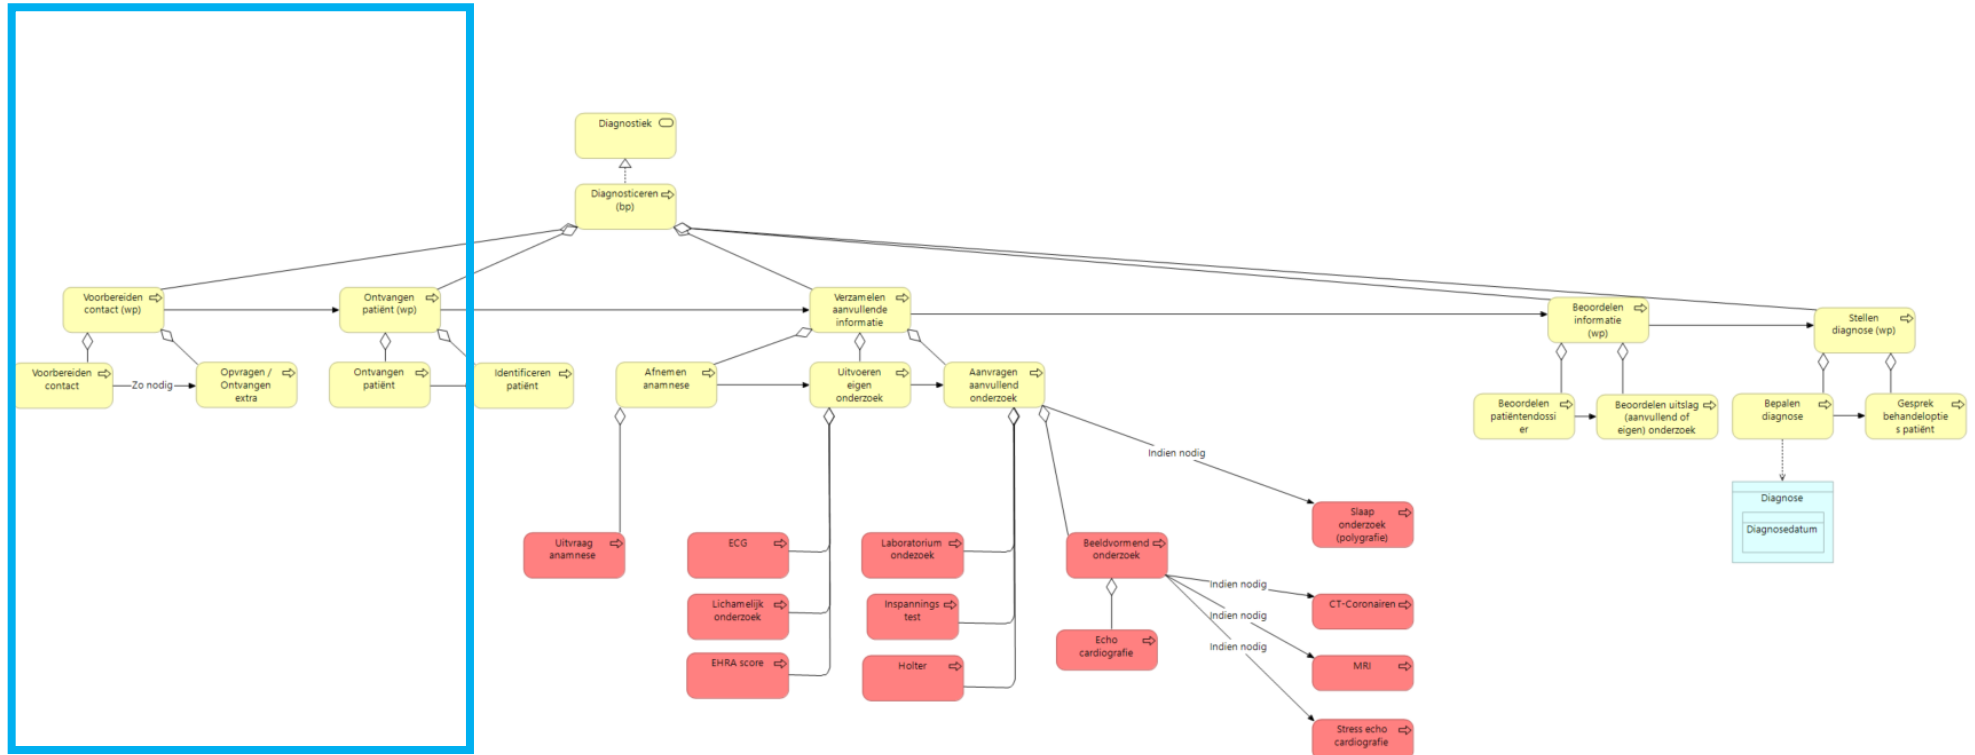 Diagnostiek
Diagnosticeren
(bp)
Voorbereiden
contact (wp)
Ontvangen
patiënt (wp)
Verzamelen
aanvullende
informatie
Beoordelen
informatie
(wp)
Stellen
diagnose (wp)
Voorbereiden
contact
Zo nodig
Opvragen /
Ontvangen
extra
Ontvangen
patiënt
Identificeren
patiënt
Afnemen
anamnese
Uitvoeren
eigen
onderzoek
Aanvragen
aanvullend
onderzoek
Beoordelen
patiëntendossi
er
Beoordelen uitslag
(aanvullend of
eigen) onderzoek
Bepalen
diagnose
Gesprek
behandeloptie
s patiënt
Indien nodig
Diagnose
Diagnosedatum
Slaap
onderzoek
(polygrafie)
Uitvraag
anamnese
ECG
Laboratorium
ondezoek
Beeldvormend
onderzoek
Indien nodig
CT-Coronairen
Lichamelijk
onderzoek
Inspannings
test
Indien nodig
Echo
cardiografie
Indien nodig
EHRA score
Holter
MRI
Stress echo
cardiografie